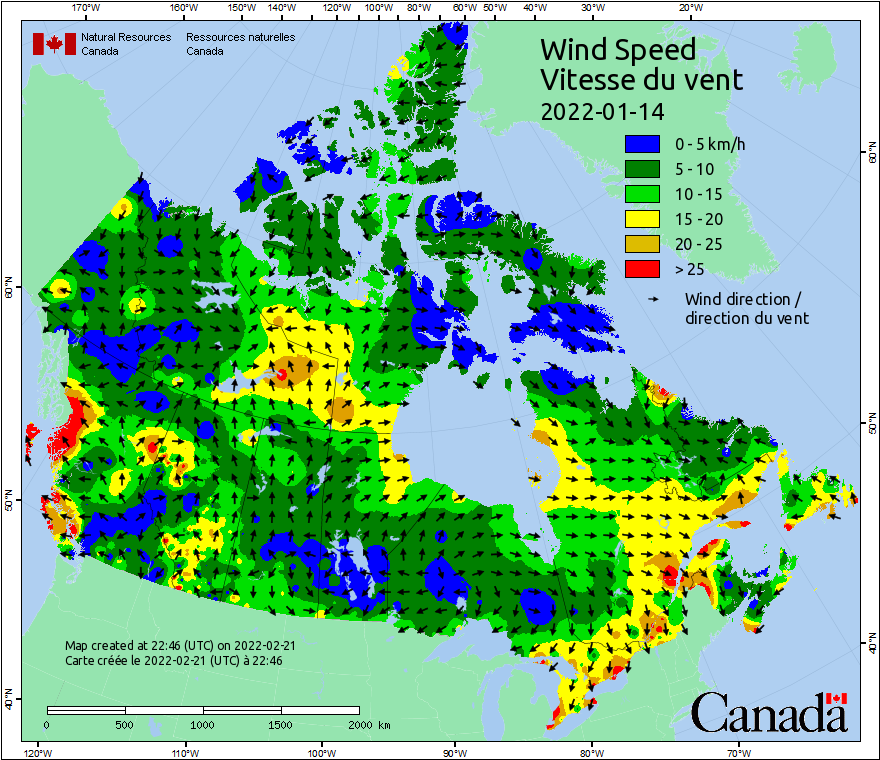 170°W 160°W 150°W 140°W 130°W 120°W 110°W 100°W 80°W 60°W 50°W 40°W 30°W 20°W
Natural Resources Canada
Ressources naturelles Canada
Wind Speed
Vitesse du vent
2022-01-14
0 - 5 km/h
5 - 10
10 - 15
15 - 20
20 - 25
> 25
Wind direction /
direction du vent
60°N
60°N
50°N
50°N
40°N
40°N
Map created at 22:46 (UTC) on 2022-02-21
Carte créée le 2022-02-21 (UTC) à 22:46
0 500 1000 1500 2000 km
Canada
120°W 110°W 100°W 90°W 80°W 70°W